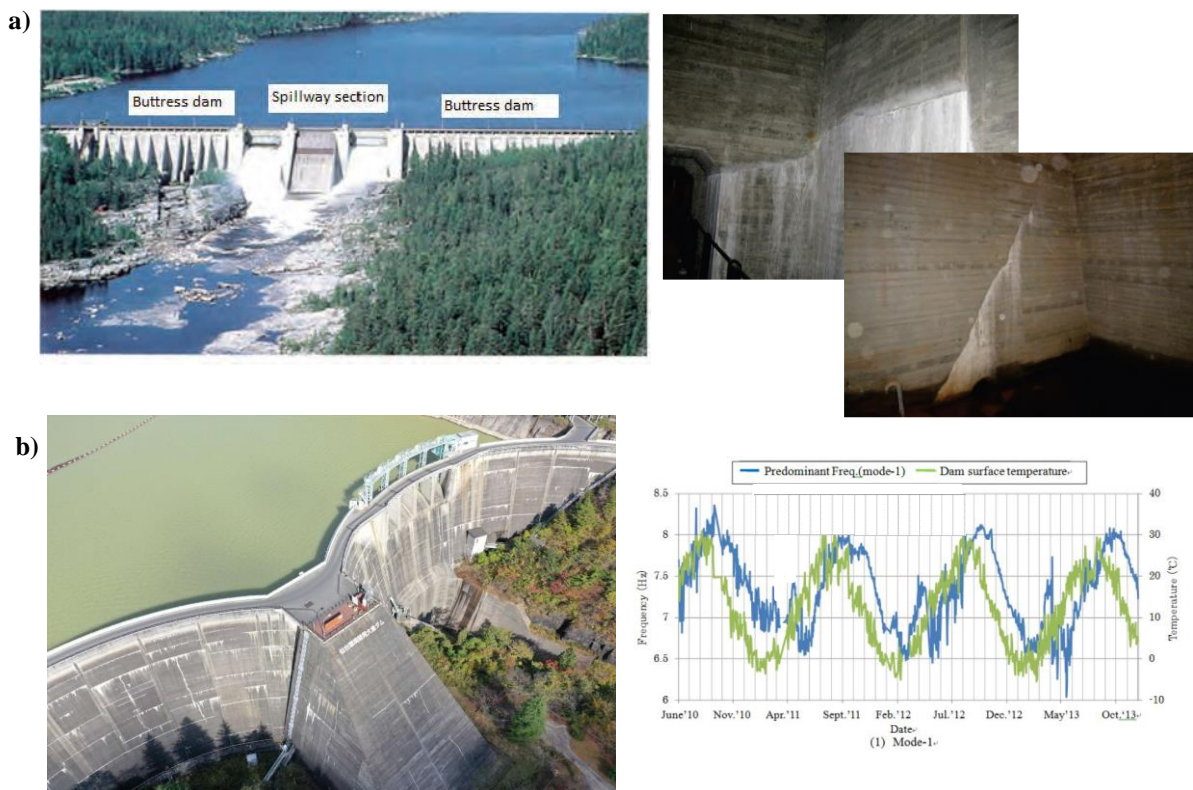 a)
Buttress dam
Spillway section
Buttress dam
b)
Predominant Freq.(mode-1)
Dam surface temperature
8.5
8
7.5
7
6.5
6
Frequency (Hz)
40
30
20
10
0
-10
Temperature (℃)
June'10
Nov.'10
Apr.'11
Sept.'11
Feb.'12
Jul.'12
Dec.'12
May'13
Oct.'13
Date
(1) Mode-1